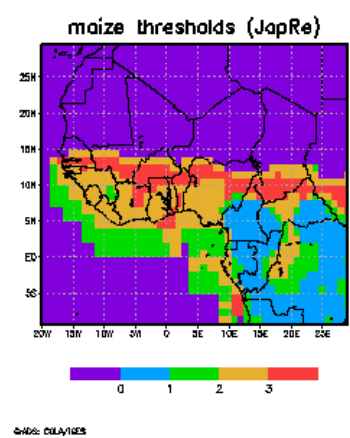 maize thresholds (JapRe)
25N
20N
15N
10N
5N
EQ
5S
20W 15W 10W 5W 0 5E 10E 15E 20E 25E
0 1 2 3
GrADS: COLA/IGES